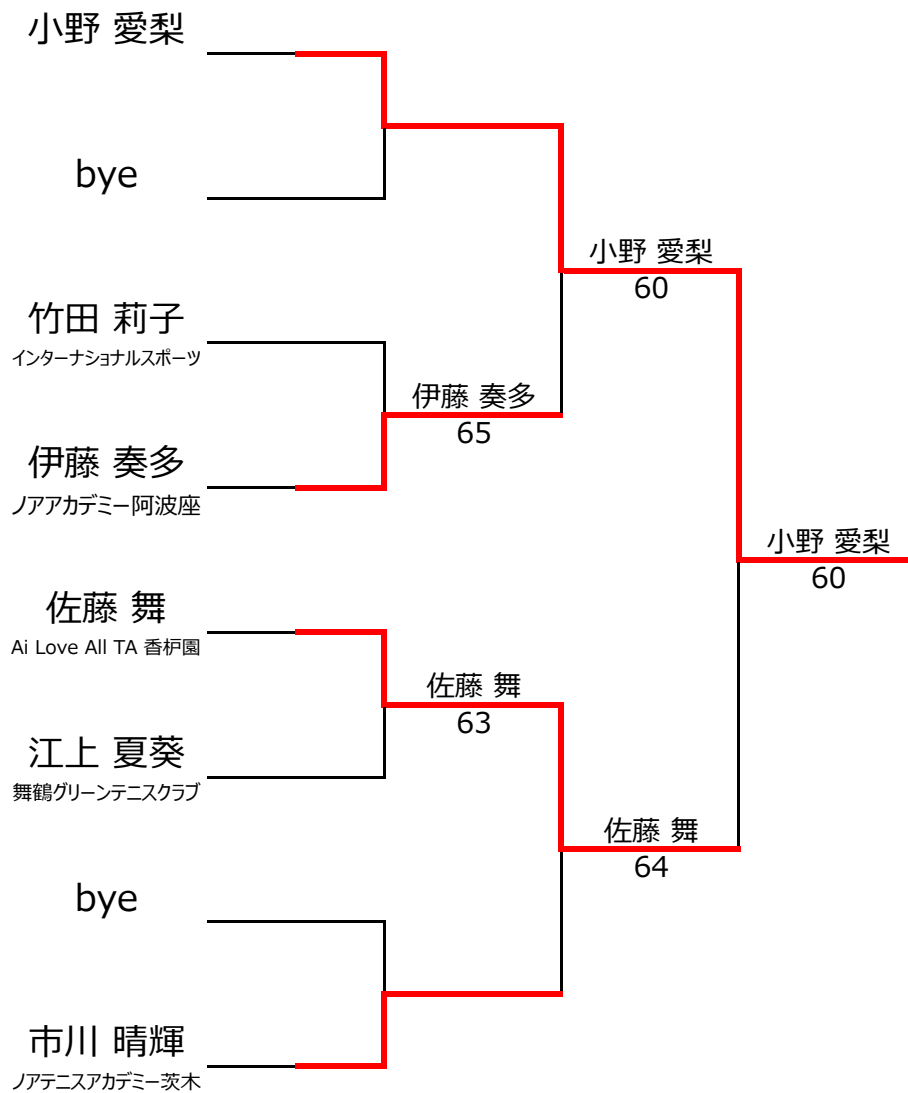 小野 愛梨
bye
竹田 莉子
インターナショナルスポーツ
伊藤 奏多
ノアアカデミー阿波座
佐藤 舞
Ai Love All TA 香枦園
江上 夏葵
舞鶴グリーンテニスクラブ
bye
市川 晴輝
ノアテニスアカデミー茨木
伊藤 奏多
65
佐藤 舞
63
小野 愛梨
60
佐藤 舞
64
小野 愛梨
60